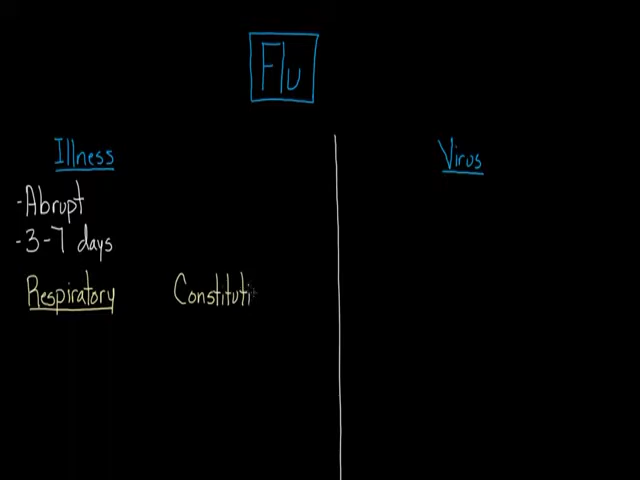 Flu
Illness
Virus
-Abrupt
-3-7 days
Respiratory Constituti